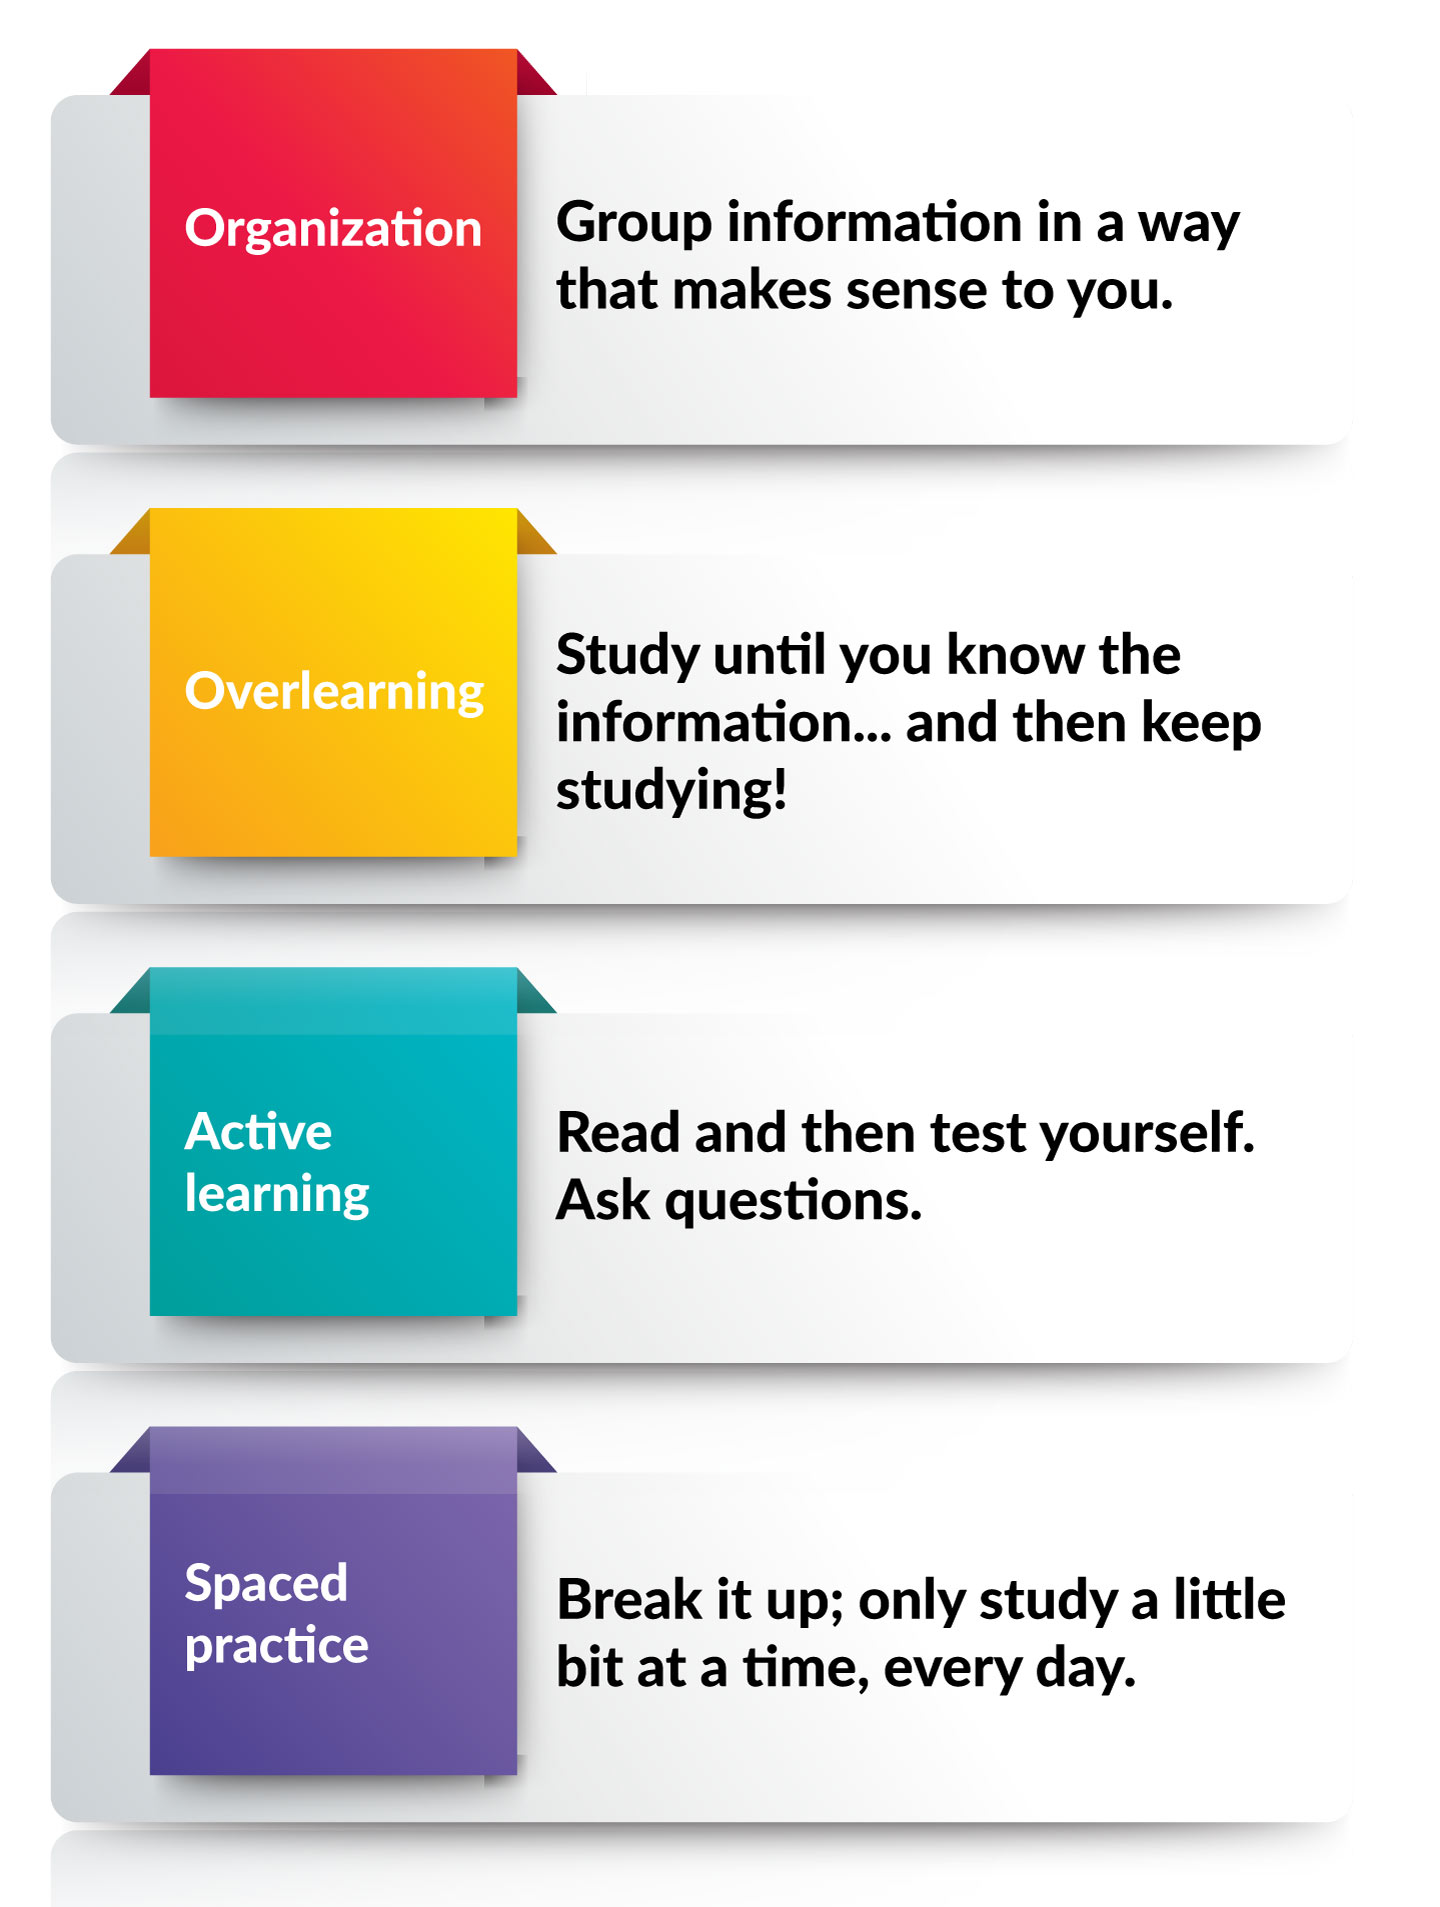 Organization
Group information in a way
that makes sense to you.
Overlearning
Study until you know the
information... and then keep
studying!
Active
learning
Read and then test yourself.
Ask questions.
Spaced
practice
Break it up; only study a little
bit at a time, every day.